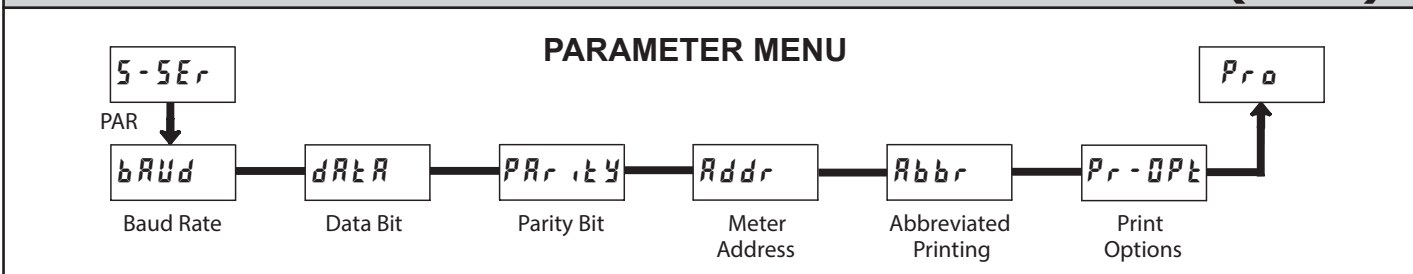 PARAMETER MENU
5-5Er
Pro
PAR
bAUd dAtA PAritY Addr Abbr Pr-OPt
Baud Rate Data Bit Parity Bit Meter Address Abbreviated Printing Print Options